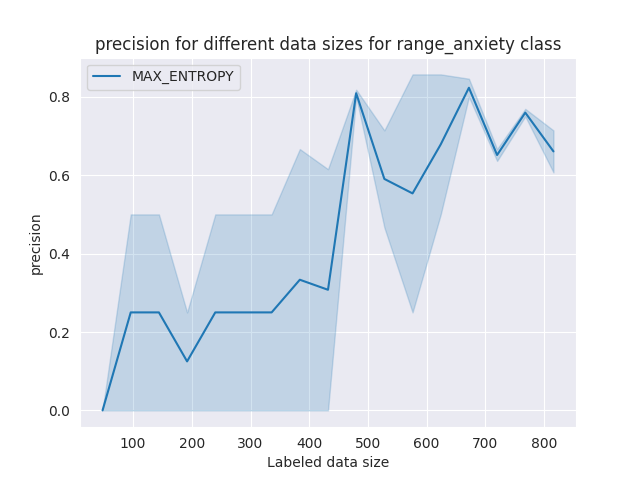 precision for different data sizes for range_anxiety class
MAX_ENTROPY
precision
0.8
0.6
0.4
0.2
0.0
100 200 300 400 500 600 700 800
Labeled data size